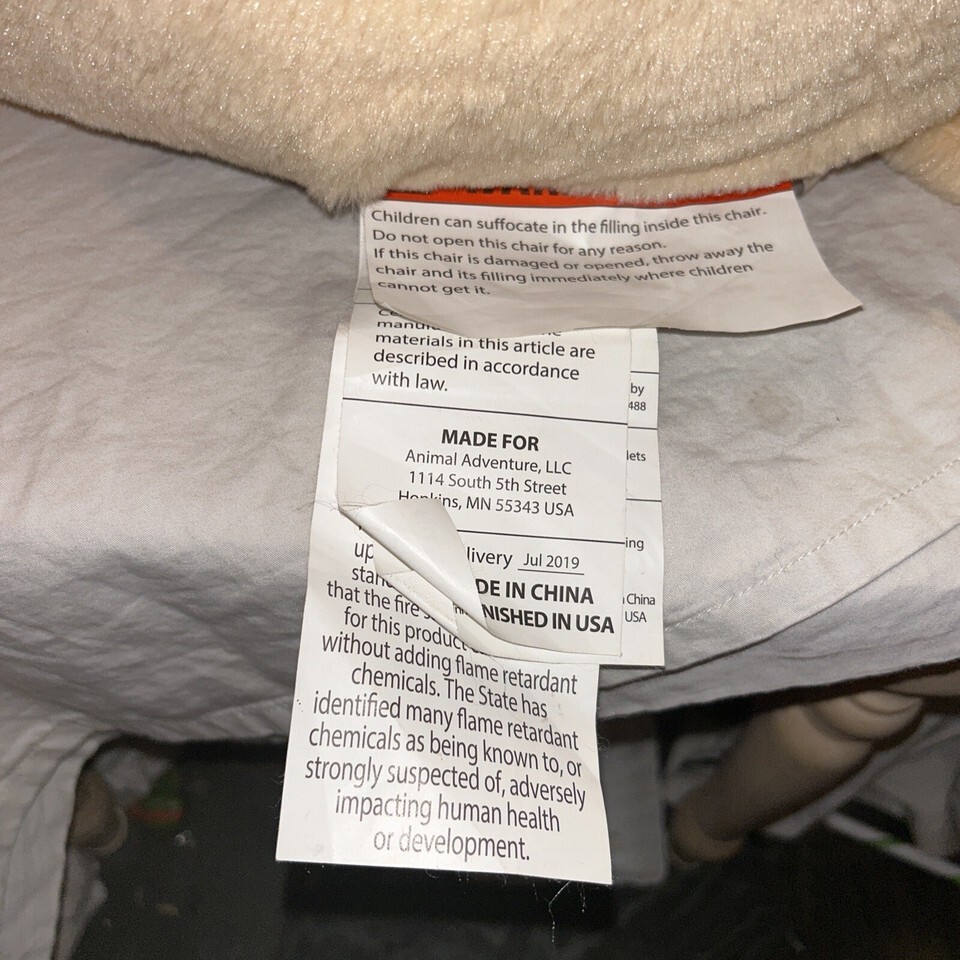 Children can suffocate in the filling inside this chair.
Do not open this chair for any reason.
If this chair is damaged or opened, throw away the
chair and its filling immediately where children
cannot get it.
materials in this article are
described in accordance
with law.
by
488
MADE FOR
Animal Adventure, LLC
1114 South 5th Street
Hopkins, MN 55343 USA
lets
ing
livery Jul 2019
DE IN CHINA
NISHED IN USA
China
USA
up
stan
that the fire
for this product
without adding flame retardant
chemicals. The State has
identified many flame retardant
chemicals as being known to, or
strongly suspected of, adversely
impacting human health
or development.